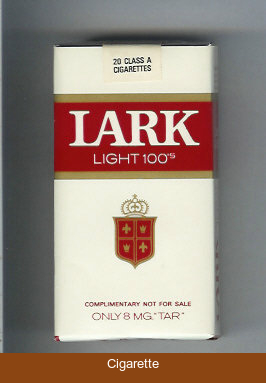 20 CLASS A
CIGARETTES
LARK
LIGHT 100'S
COMPLIMENTARY NOT FOR SALE
ONLY 8 MG. "TAR"
Cigarette